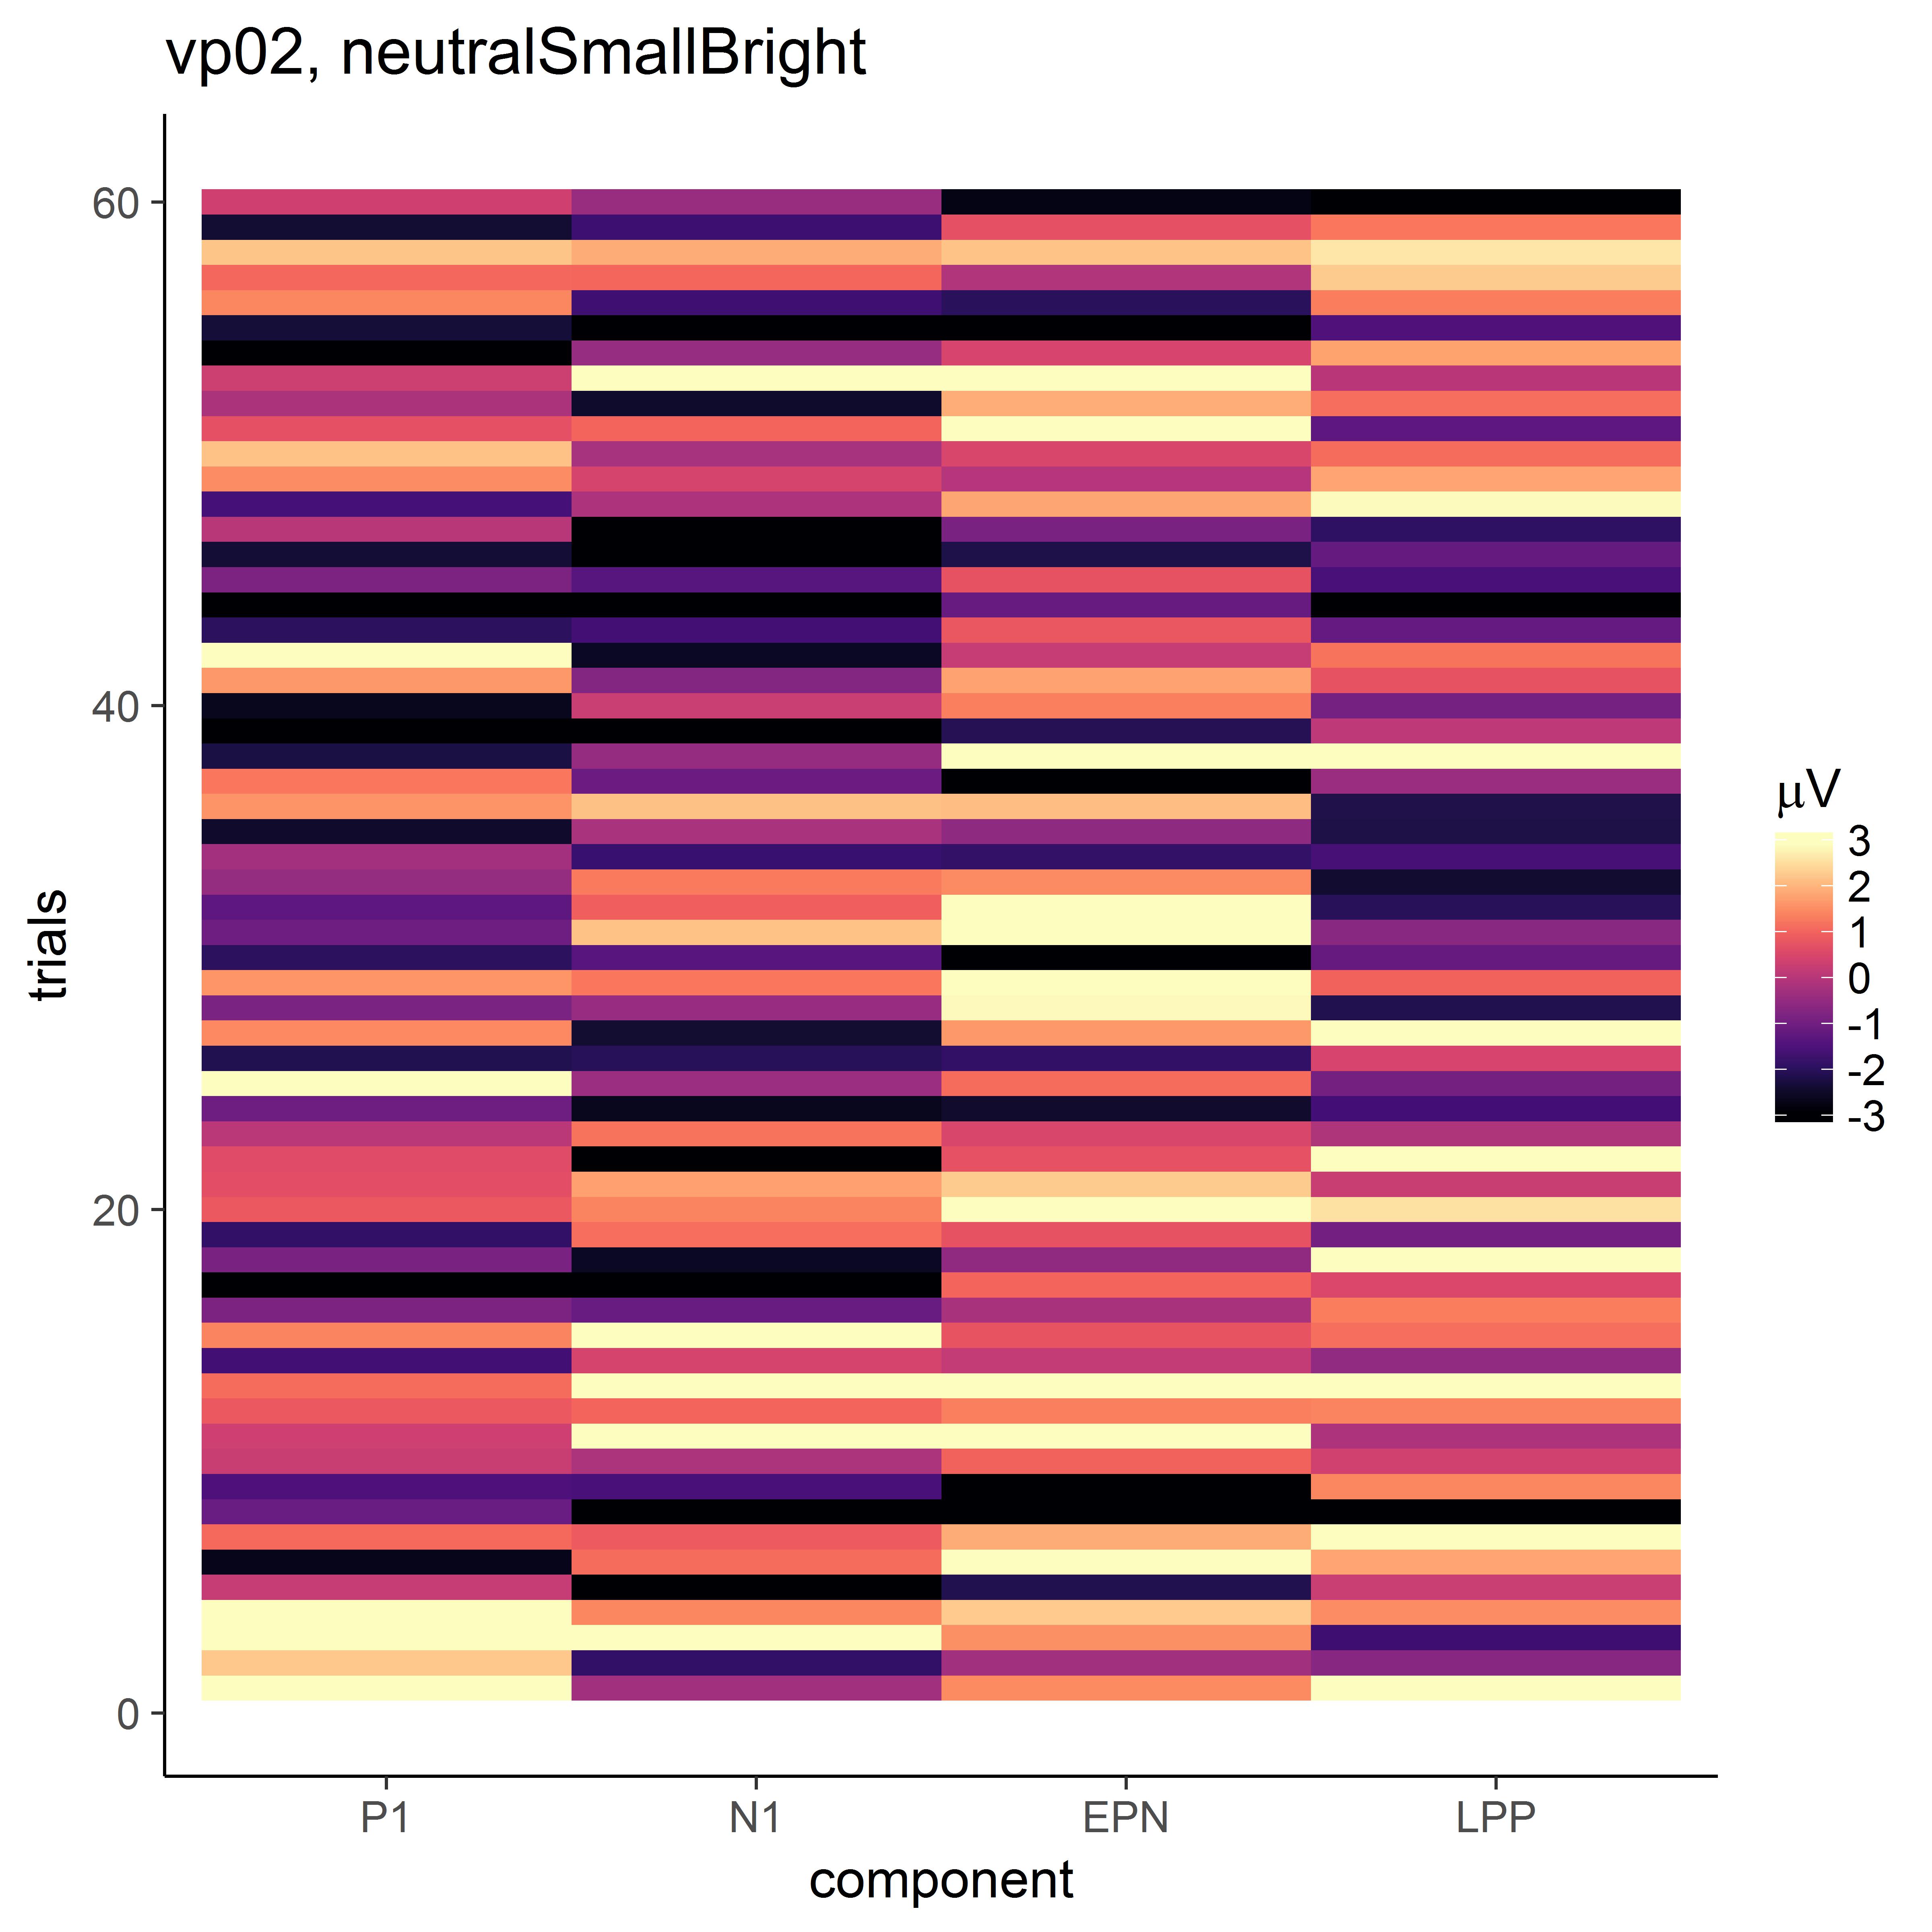 vp02, neutralSmallBright
60
40
20
0
trials
P1 N1 EPN LPP
component
μV
3
2
1
0
-1
-2
-3